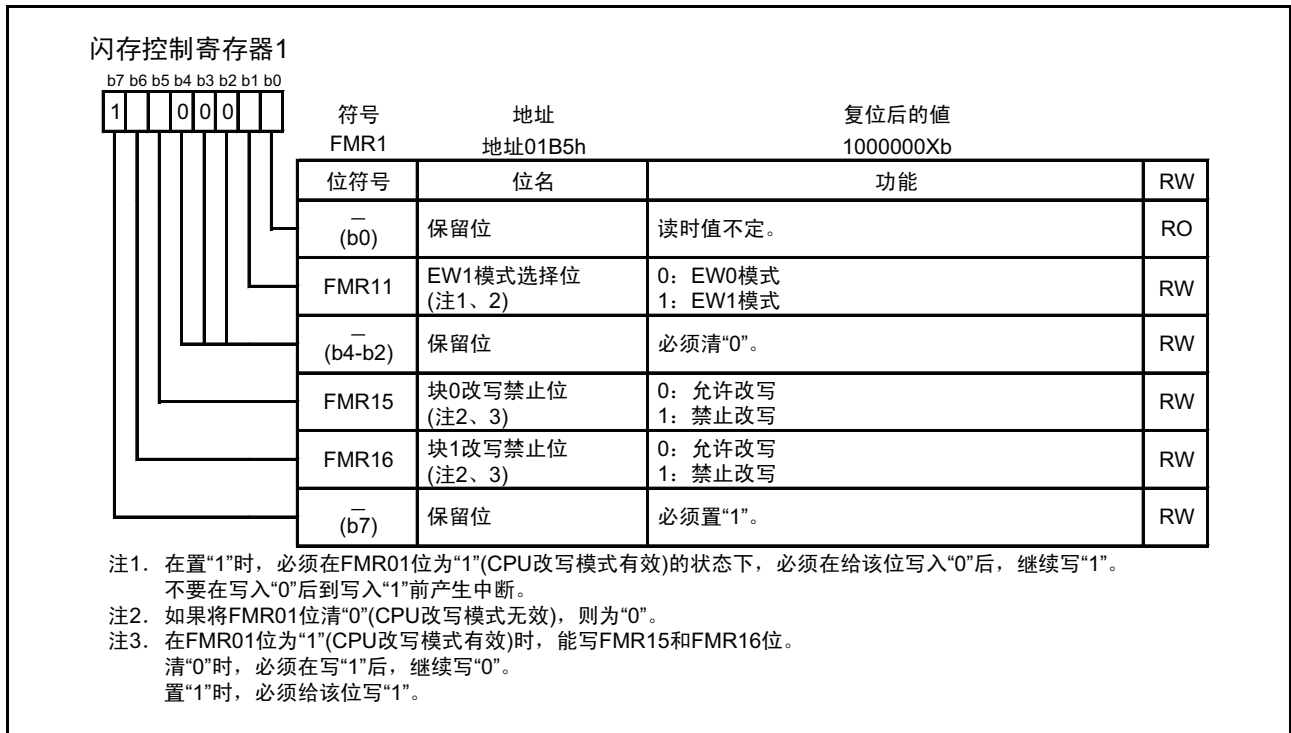 闪存控制寄存器1
b7 b6 b5 b4 b3 b2 b1 b0
1 0 0 0
符号 地址 复位后的値
FMR1 地址01B5h 1000000Xb
位符号 位名 功能 RW
—
(b0) 保留位 读时值不定。 RO
FMR11 EW1模式选择位 0：EW0模式 RW
(注1、2) 1：EW1模式
—
(b4-b2) 保留位 必须清“0”。 RW
FMR15 块0改写禁止位 0：允许改写 RW
(注2、3) 1：禁止改写
FMR16 块1改写禁止位 0：允许改写 RW
(注2、3) 1：禁止改写
—
(b7) 保留位 必须置“1”。 RW
注1．在置“1”时，必须在FMR01位为“1”(CPU改写模式有效)的状态下，必须在给该位写入“0”后，继续写“1”。
不要在写入“0”后到写入“1”前产生中断。
注2．如果将FMR01位清“0”(CPU改写模式无效)，则为“0”。
注3．在FMR01位为“1”(CPU改写模式有效)时，能写FMR15和FMR16位。
清“0”时，必须在写“1”后，继续写“0”。
置“1”时，必须给该位写“1”。